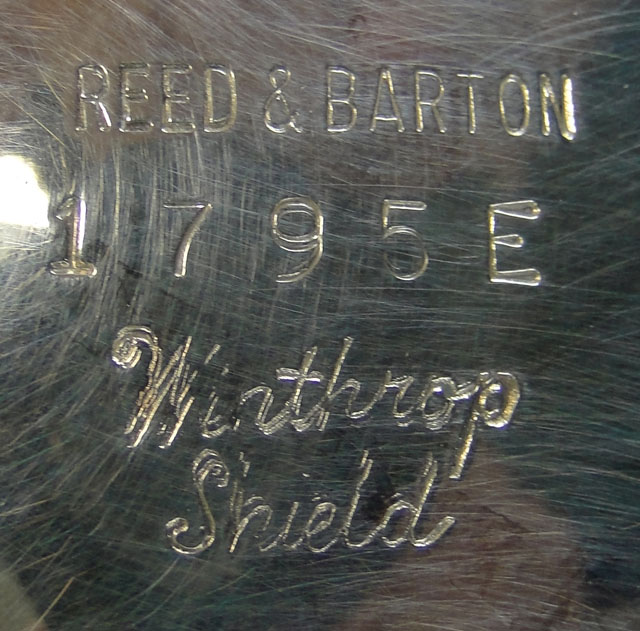 REED & BARTON
1795E
Winthrop
Shield